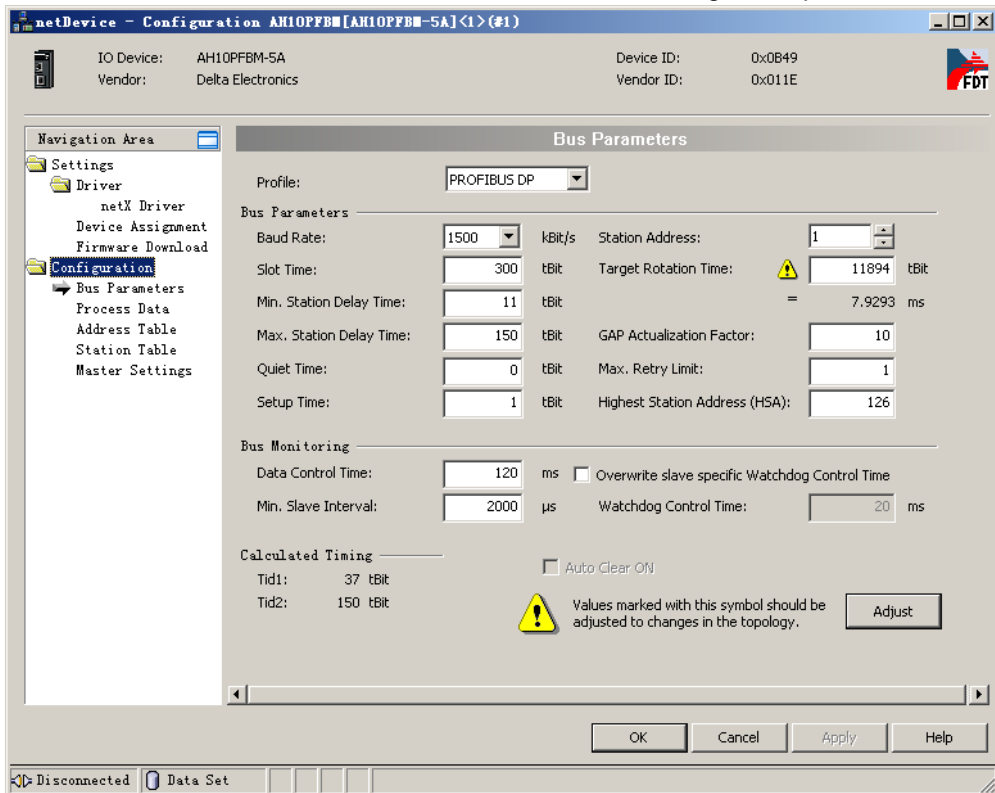 netDevice - Configuration AH10PFBM[AH10PFBM-5A]<1>(#1)
IO Device: AH10PFBM-5A Device ID: 0x0B49
Vendor: Delta Electronics Vendor ID: 0x011E
FDT
Navigation Area
Settings
Driver
netX Driver
Device Assignment
Firmware Download
Configuration
Bus Parameters
Process Data
Address Table
Station Table
Master Settings
Bus Parameters
Profile: PROFIBUS DP
Bus Parameters
Baud Rate: 1500 kBit/s Station Address: 1
Slot Time: 300 tBit Target Rotation Time: 11894 tBit
Min. Station Delay Time: 11 tBit = 7.9293 ms
Max. Station Delay Time: 150 tBit GAP Actualization Factor: 10
Quiet Time: 0 tBit Max. Retry Limit: 1
Setup Time: 1 tBit Highest Station Address (HSA): 126
Bus Monitoring
Data Control Time: 120 ms Overwrite slave specific Watchdog Control Time
Min. Slave Interval: 2000 µs Watchdog Control Time: 20 ms
Calculated Timing
Auto Clear ON
Tid1: 37 tBit
Tid2: 150 tBit
Values marked with this symbol should be
adjusted to changes in the topology.
Adjust
OK Cancel Apply Help
Disconnected Data Set